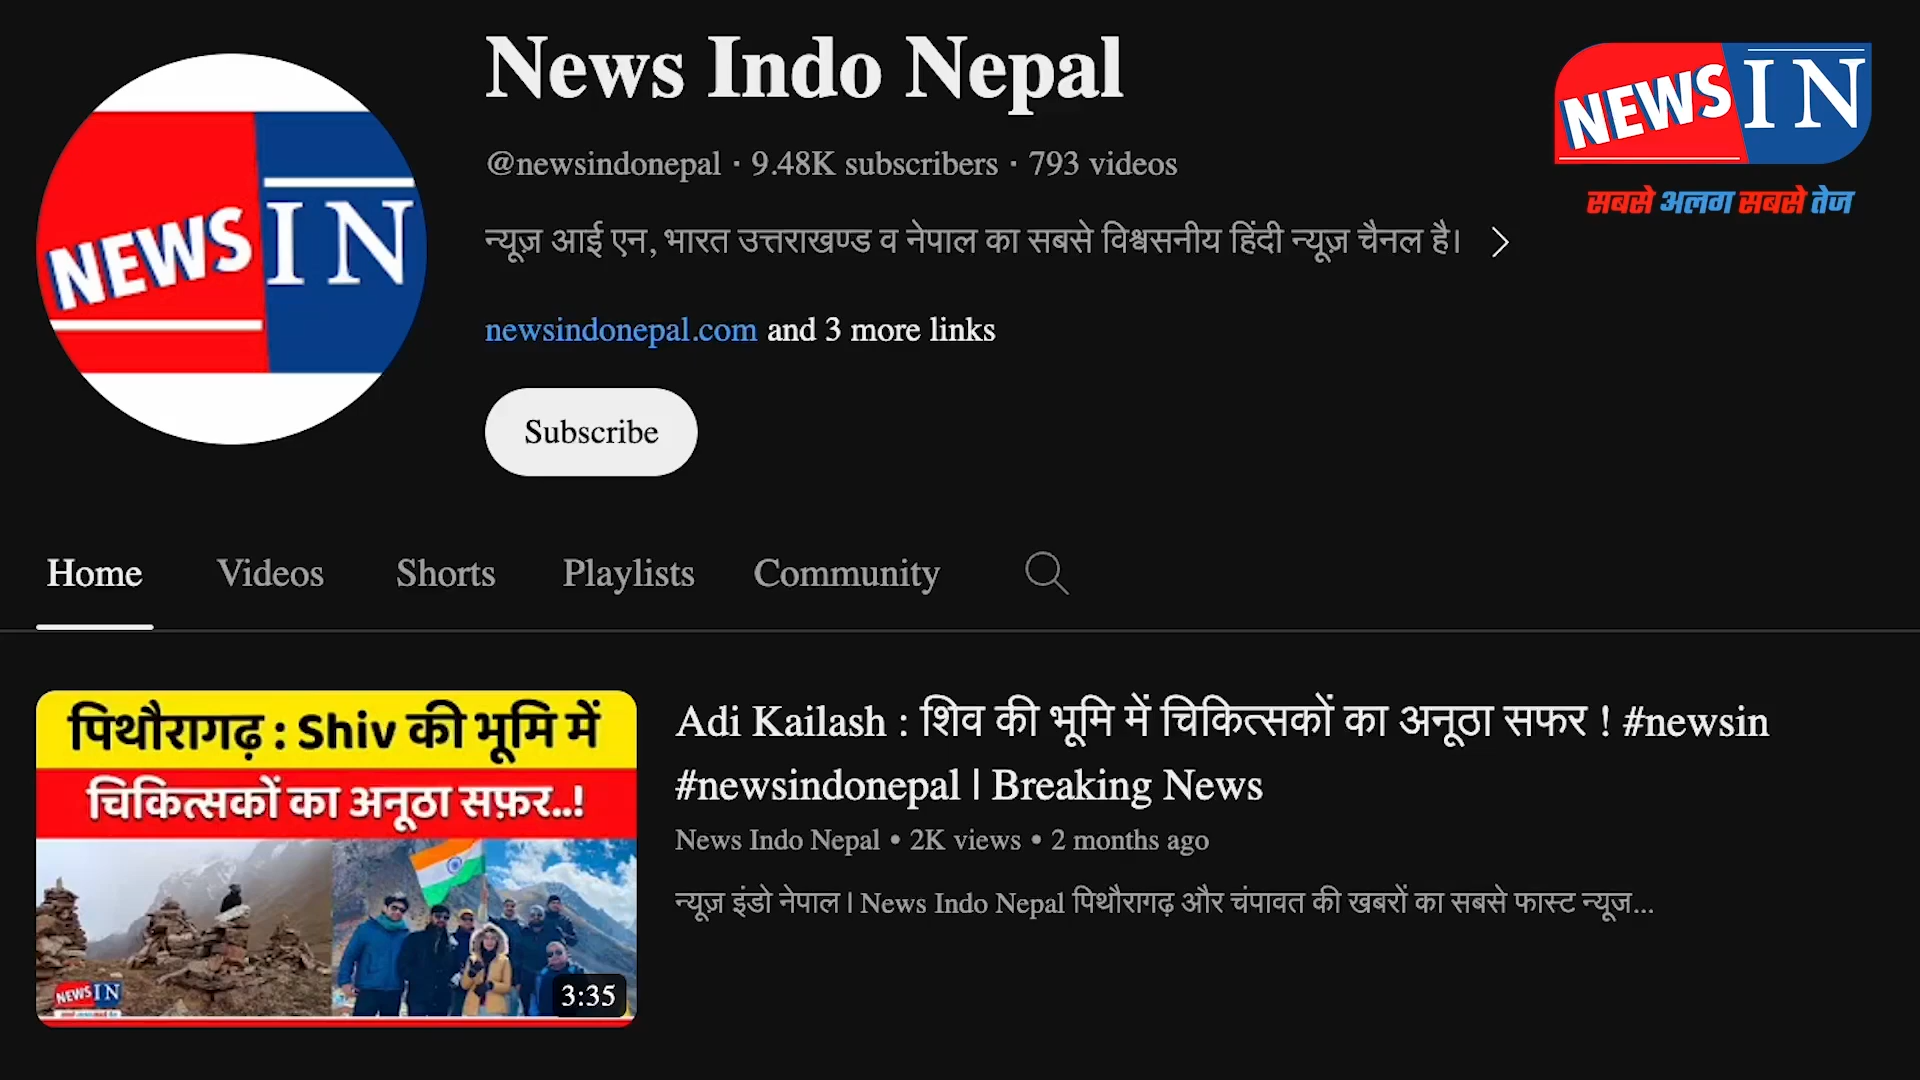 News Indo Nepal
@newsindonepal · 9.48K subscribers · 793 videos
न्यूज़ आई एन, भारत उत्तराखण्ड व नेपाल का सबसे विश्वसनीय हिंदी न्यूज़ चैनल है।
newsindonepal.com and 3 more links
Subscribe
NEWS IN
NEWS IN
सबसे अलग सबसे तेज
Home Videos Shorts Playlists Community
पिथौरागढ़ : Shiv की भूमि में
चिकित्सकों का अनूठा सफ़र..!
NEWS IN
3:35
Adi Kailash : शिव की भूमि में चिकित्सकों का अनूठा सफर ! #newsin
#newsindonepal | Breaking News
News Indo Nepal • 2K views • 2 months ago
न्यूज़ इंडो नेपाल | News Indo Nepal पिथौरागढ़ और चंपावत की खबरों का सबसे फास्ट न्यूज...